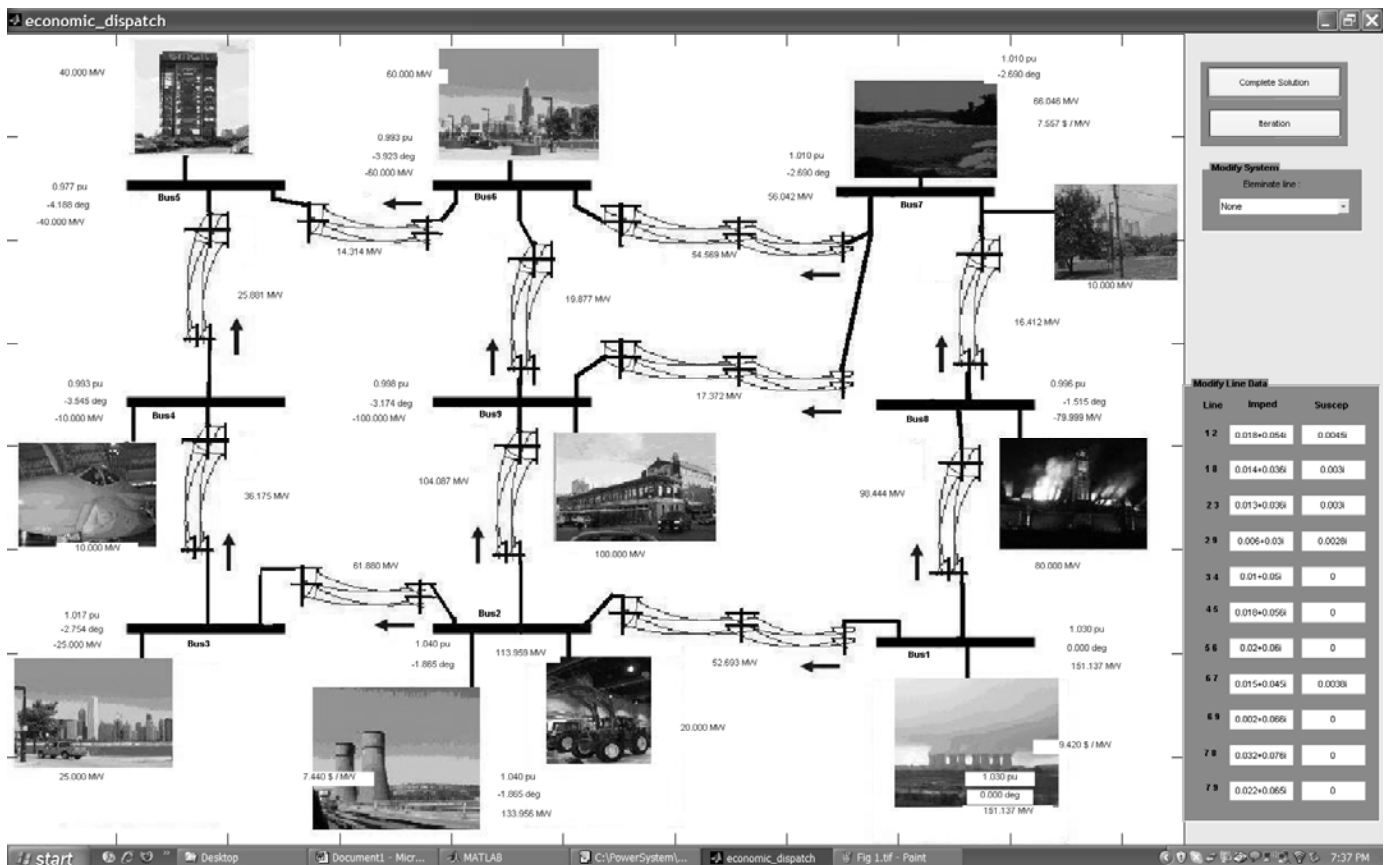 economic_dispatch
40.000 MW
60.000 MW
1.010 pu
-2.690 deg
66.046 MW
7.557 $ / MW
Complete Solution
Iteration
Modify System
Eleminate line :
None
0.993 pu
-3.923 deg
-60.000 MW
1.010 pu
-2.690 deg
56.042 MW
0.977 pu
-4.188 deg
-40.000 MW
Bus5
Bus6
Bus7
14.314 MW
54.569 MW
10.000 MW
25.881 MW
19.877 MW
16.412 MW
0.993 pu
-3.545 deg
-10.000 MW
Bus4
0.998 pu
-3.174 deg
-100.000 MW
Bus9
17.372 MW
0.996 pu
-1.515 deg
-79.999 MW
Bus8
36.175 MW
104.087 MW
98.444 MW
10.000 MW
100.000 MW
80.000 MW
61.880 MW
1.017 pu
-2.754 deg
-25.000 MW
Bus3
Bus2
1.040 pu
-1.865 deg
113.959 MW
52.693 MW
Bus1
1.030 pu
0.000 deg
151.137 MW
25.000 MW
7.440 $ / MW
1.040 pu
-1.865 deg
133.956 MW
20.000 MW
9.420 $ / MW
1.030 pu
0.000 deg
151.137 MW
Modify Line Data
Line Imped Suscep
1 2 0.018+0.054i 0.0045i
1 8 0.014+0.036i 0.003i
2 3 0.013+0.036i 0.003i
2 9 0.006+0.03i 0.0028i
3 4 0.01+0.05i 0
4 5 0.018+0.056i 0
5 6 0.02+0.06i 0
6 7 0.015+0.045i 0.0038i
6 9 0.002+0.066i 0
7 8 0.032+0.076i 0
7 9 0.022+0.065i 0
start
Desktop
Document1 - Micr...
MATLAB
C:\PowerSystem\...
economic_dispatch
Fig 1.tif - Paint
7:37 PM